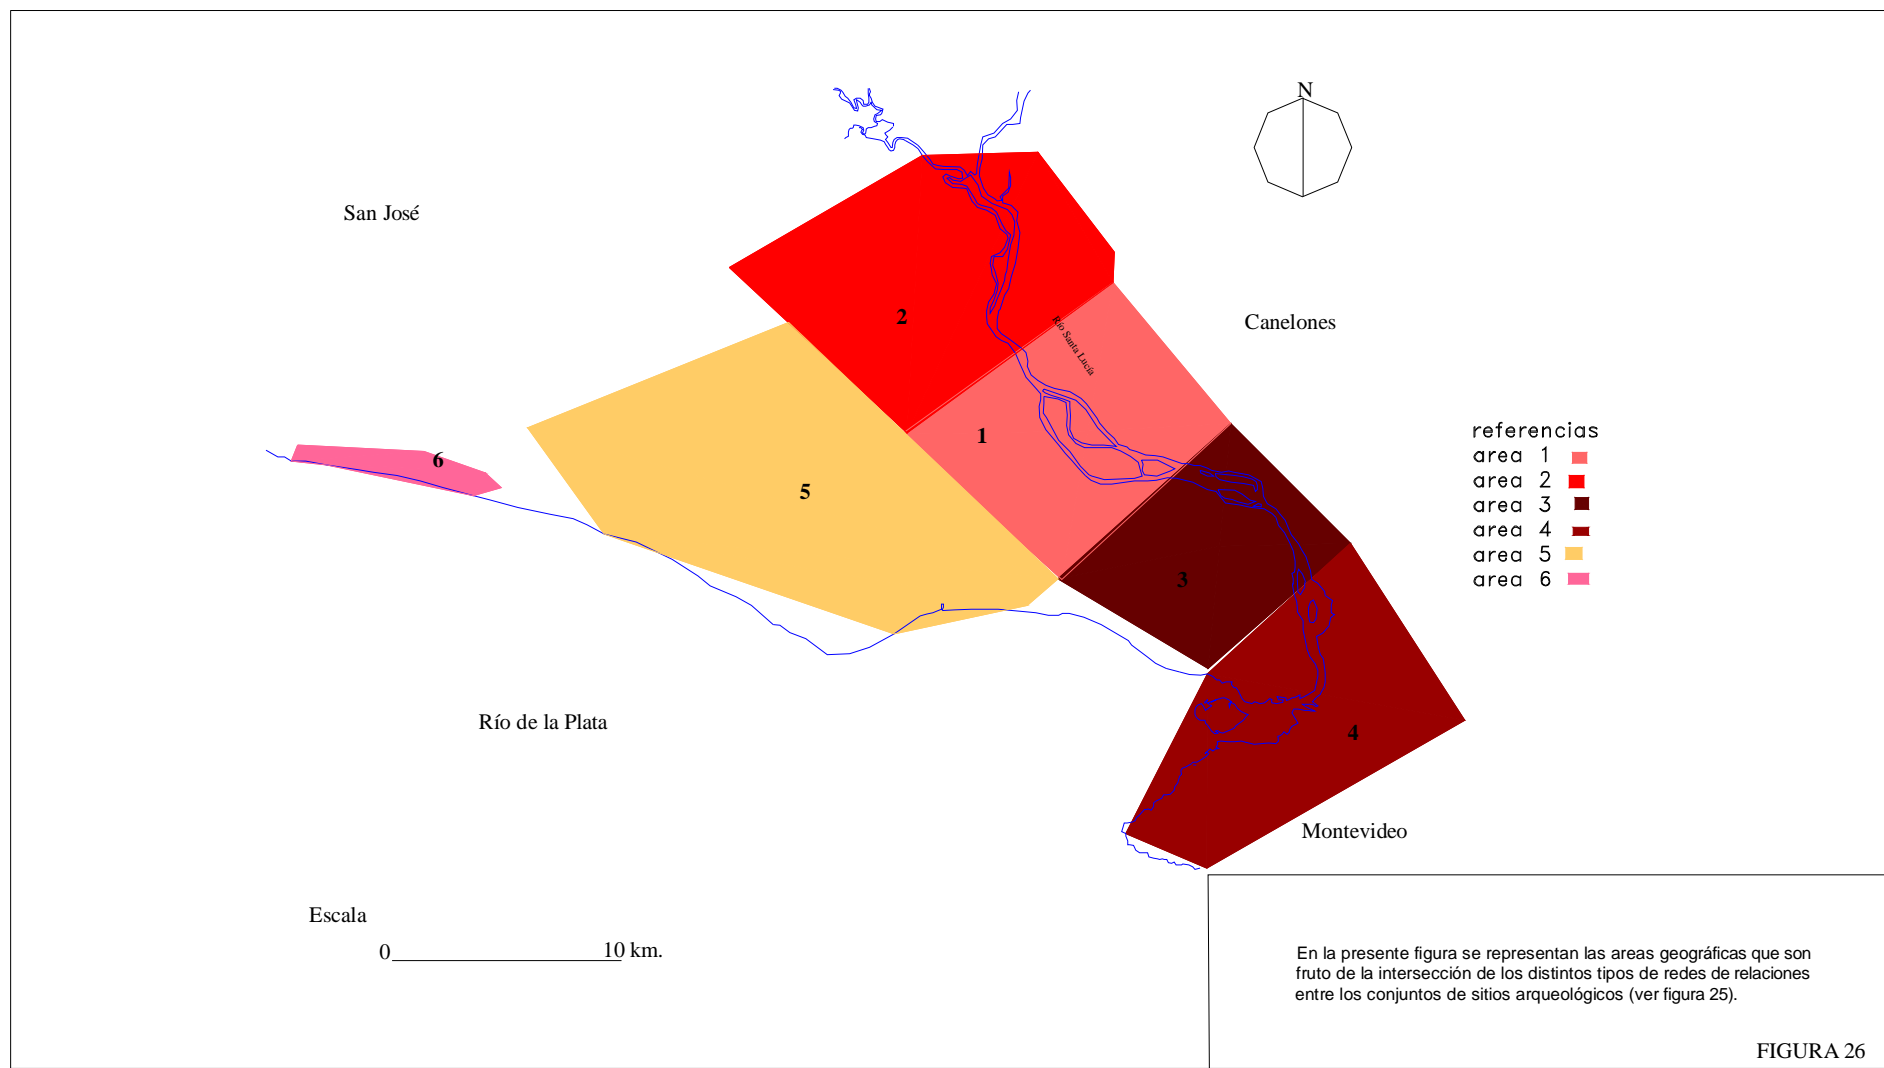 N
San José
Canelones
2
Río Santa Lucía
1
6
5
3
4
referencias
area 1
area 2
area 3
area 4
area 5
area 6
Río de la Plata
Montevideo
Escala
0 10 km.
En la presente figura se representan las areas geográficas que son
fruto de la intersección de los distintos tipos de redes de relaciones
entre los conjuntos de sitios arqueológicos (ver figura 25).
FIGURA 26